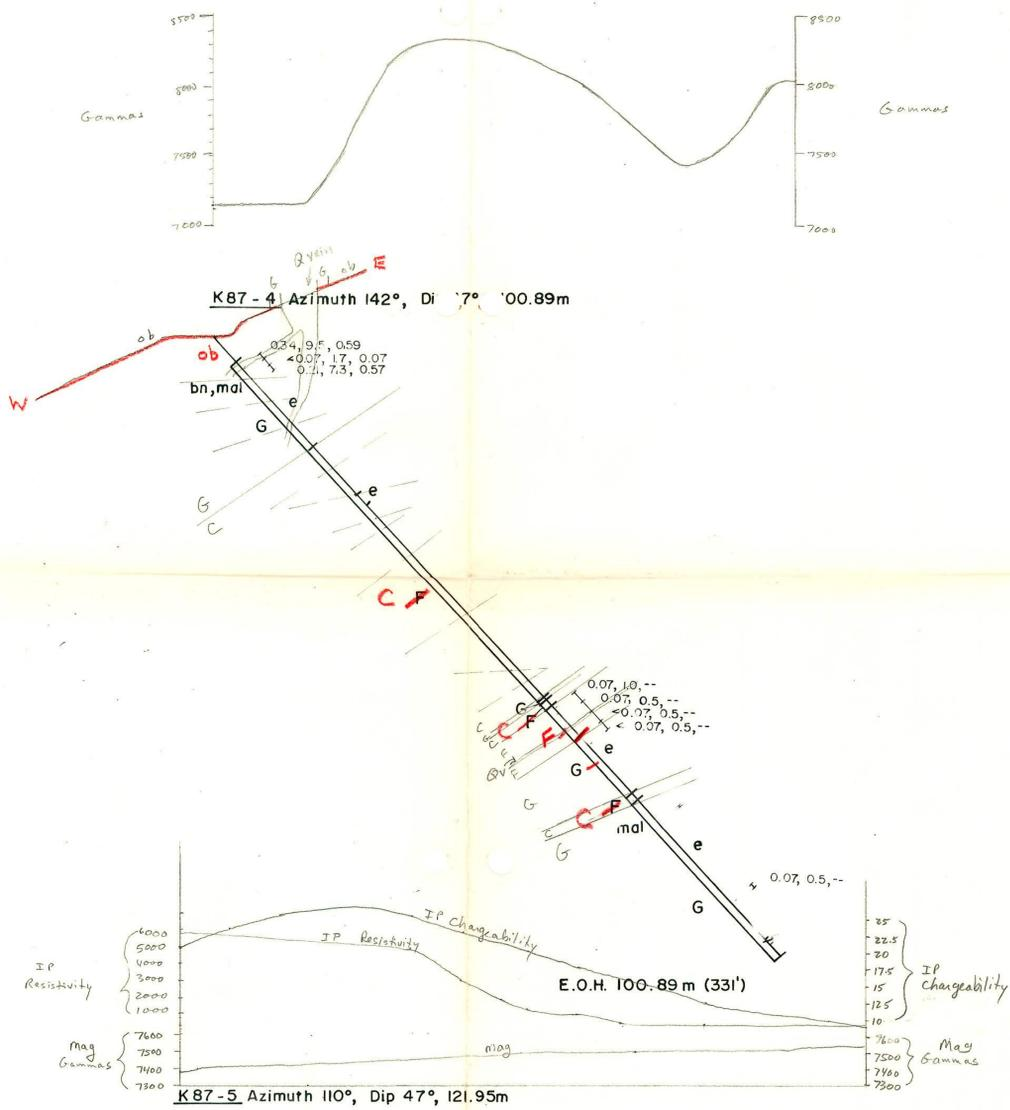 8500
8500
8000
8000
Gammas
Gammas
7500
7500
7000
7000
Q vein
G
G
ob
E
K87-4 Azimuth 142°, Di 7° 00.89m
ob
ob
0.34, 9.5, 0.59
<0.07, 1.7, 0.07
7.3, 0.57
W
bn,mal
e
G
e
G
C
C F
0.07, 1.0,--
0.07, 0.5,--
<0.07, 0.5,--
< 0.07, 0.5,--
G
C
C F
F
e
G
QV
G
C F
mal
C
G
e
0.07, 0.5,--
G
IP Chargeability
IP Resistivity
6000
5000
4000
3000
2000
1000
IP
Resistivity
25
22.5
20
17.5
15
12.5
10
IP
Chargeability
E.O.H. 100.89 m (331')
7600
7500
7400
7300
Mag
Gammas
mag
7600
7500
7400
7300
Mag
Gammas
K87-5 Azimuth 110°, Dip 47°, 121.95m